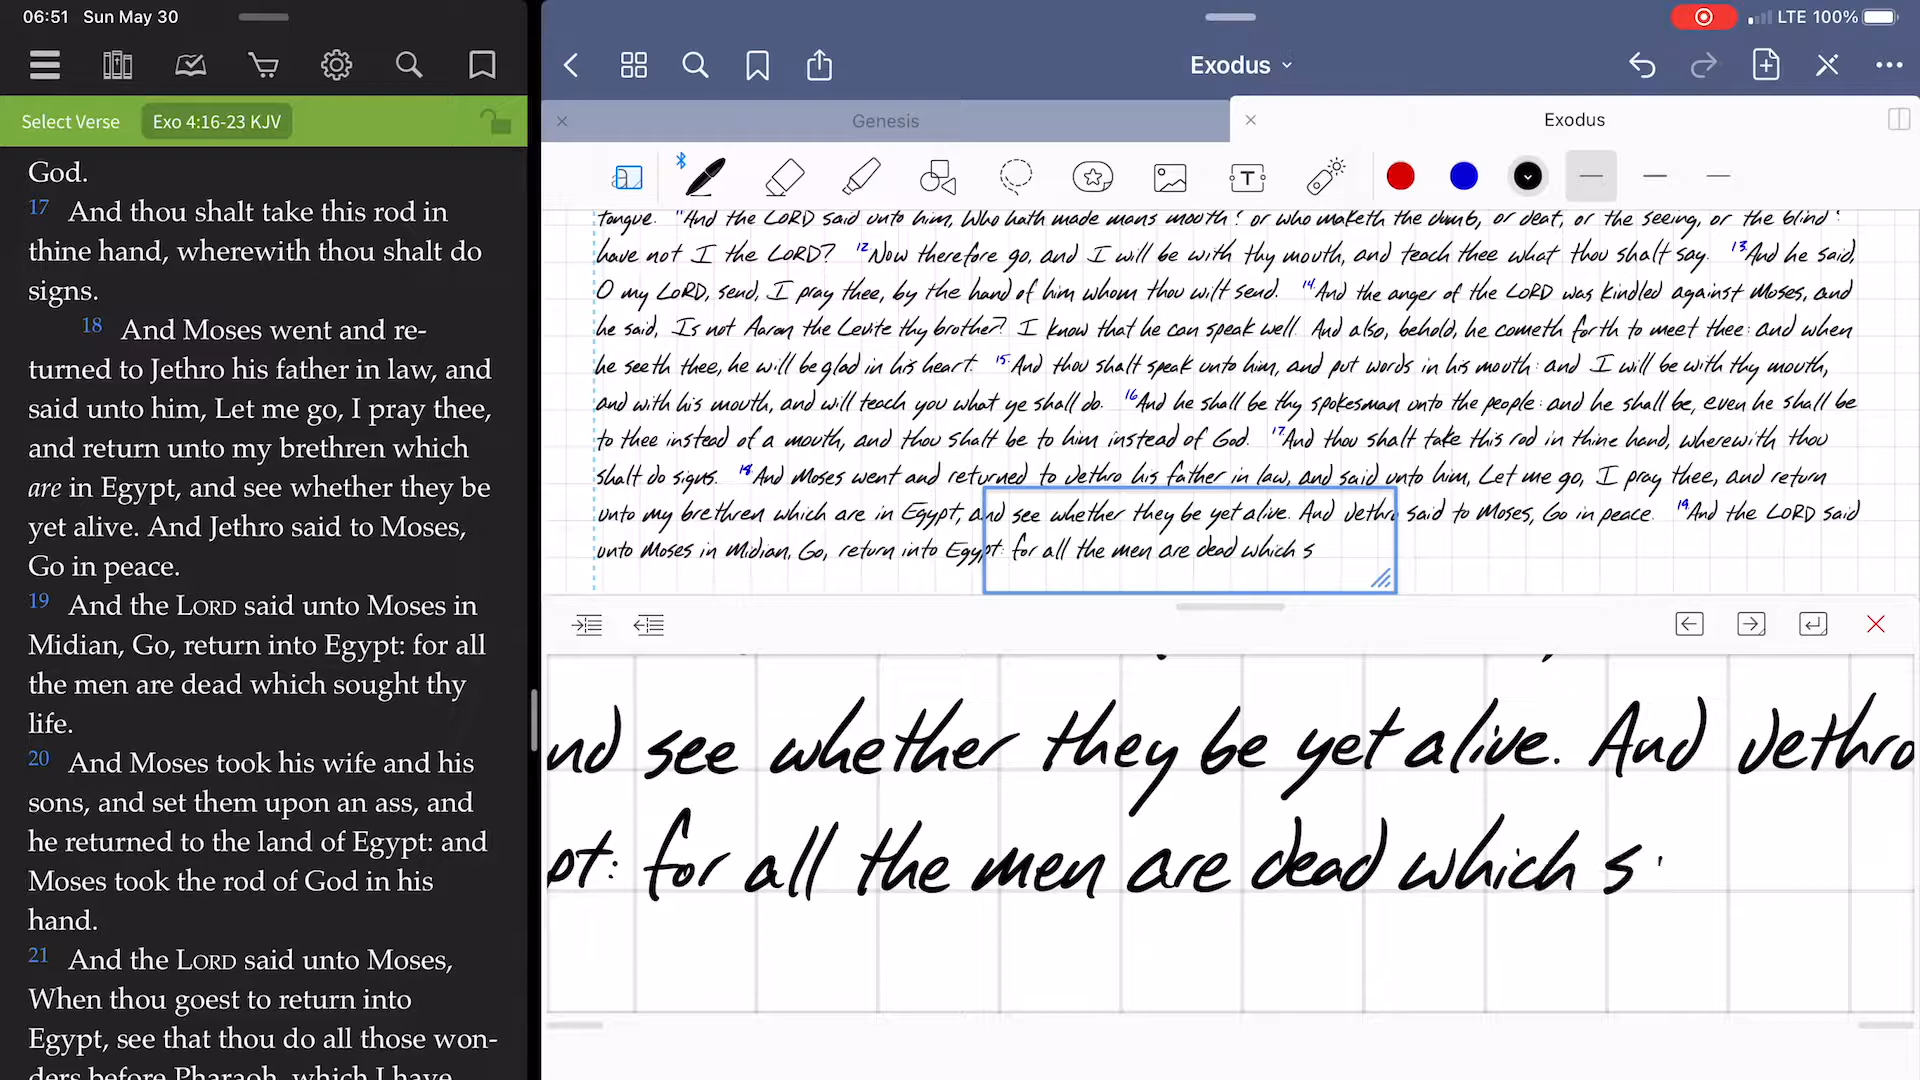 06:51 Sun May 30
LTE 100%
Exodus
Select Verse Exo 4:16-23 KJV
Genesis
Exodus
God.
17 And thou shalt take this rod in
thine hand, wherewith thou shalt do
signs.
18 And Moses went and re-
turned to Jethro his father in law, and
said unto him, Let me go, I pray thee,
and return unto my brethren which
are in Egypt, and see whether they be
yet alive. And Jethro said to Moses,
Go in peace.
19 And the LORD said unto Moses in
Midian, Go, return into Egypt: for all
the men are dead which sought thy
life.
20 And Moses took his wife and his
sons, and set them upon an ass, and
he returned to the land of Egypt: and
Moses took the rod of God in his
hand.
21 And the LORD said unto Moses,
When thou goest to return into
Egypt, see that thou do all those won-
ders before Pharaoh, which I have
T
tongue. 11 And the LORD said unto him, Who hath made mans mouth? or who maketh the dumb, or deaf, or the seeing, or the blind?
have not I the LORD? 12 Now therefore go, and I will be with thy mouth, and teach thee what thou shalt say. 13 And he said,
O my LORD, send, I pray thee, by the hand of him whom thou wilt send. 14 And the anger of the LORD was kindled against Moses, and
he said, Is not Aaron the Levite thy brother? I know that he can speak well. And also, behold, he cometh forth to meet thee: and when
he seeth thee, he will be glad in his heart. 15 And thou shalt speak unto him, and put words in his mouth: and I will be with thy mouth,
and with his mouth, and will teach you what ye shall do. 16 And he shall be thy spokesman unto the people: and he shall be, even he shall be
to thee instead of a mouth, and thou shalt be to him instead of God. 17 And thou shalt take this rod in thine hand, wherewith thou
shalt do signs. 18 And Moses went and returned to Jethro his father in law, and said unto him, Let me go, I pray thee, and return
unto my brethren which are in Egypt, and see whether they be yet alive. And Jethro said to Moses, Go in peace. 19 And the LORD said
unto Moses in Midian, Go, return into Egypt: for all the men are dead which s
nd see whether they be yet alive. And Jethro
pt: for all the men are dead which s